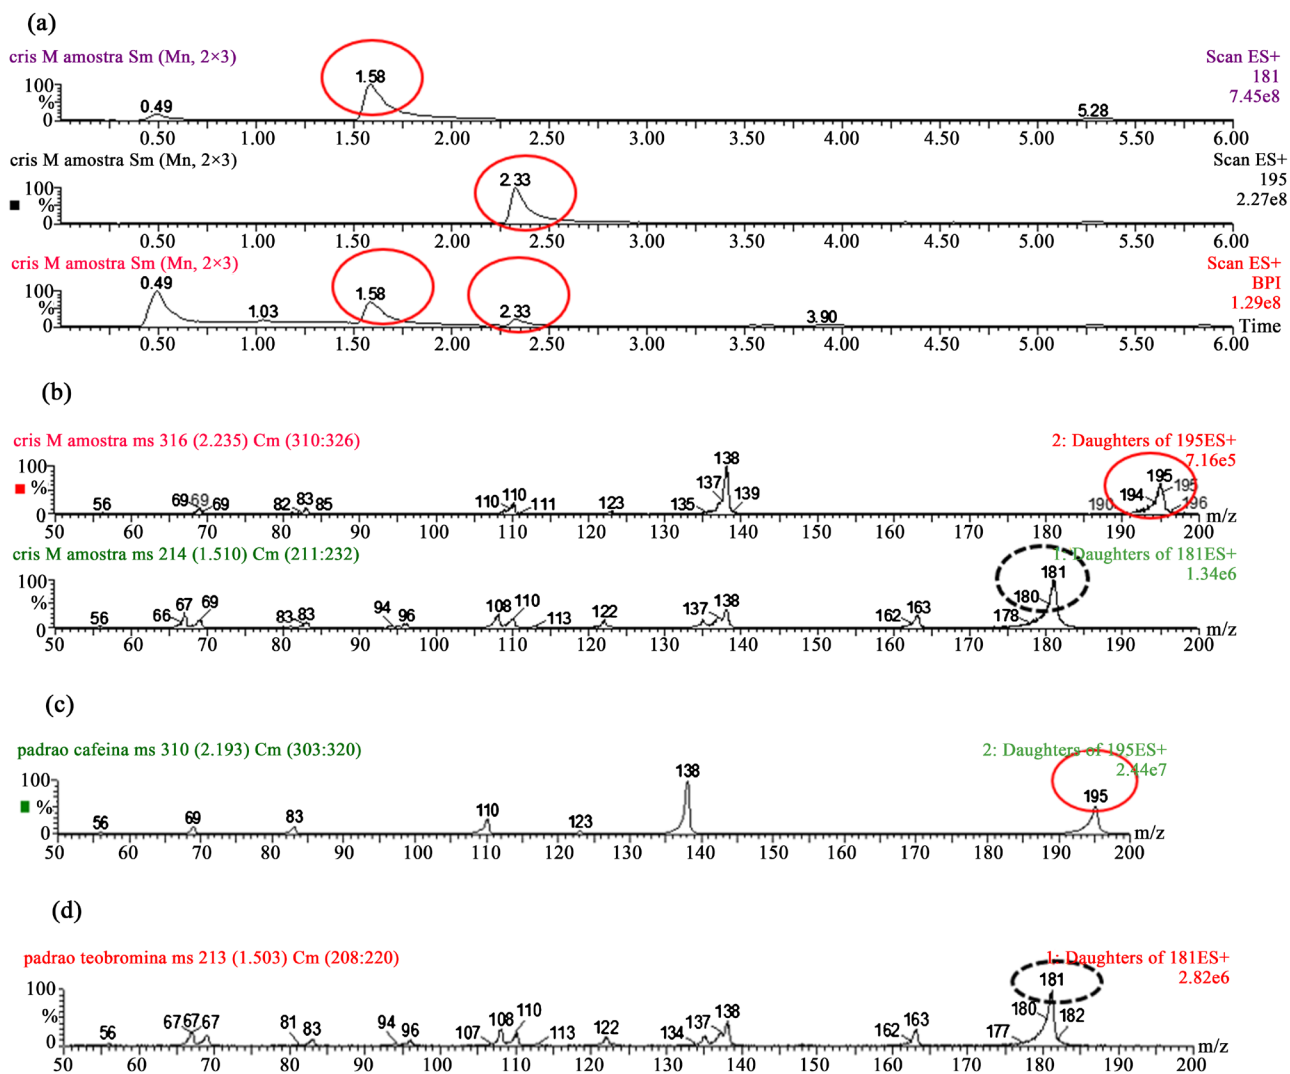 (a)
cris M amostra Sm (Mn, 2×3)
Scan ES+
181
7.45e8
100
%
0
0.49
1.58
5.28
0.50 1.00 1.50 2.00 2.50 3.00 3.50 4.00 4.50 5.00 5.50 6.00
cris M amostra Sm (Mn, 2×3)
Scan ES+
195
2.27e8
100
%
0
2.33
0.50 1.00 1.50 2.00 2.50 3.00 3.50 4.00 4.50 5.00 5.50 6.00
cris M amostra Sm (Mn, 2×3)
Scan ES+
BPI
1.29e8
100
%
0
0.49
1.03
1.58
2.33
3.90
Time
0.50 1.00 1.50 2.00 2.50 3.00 3.50 4.00 4.50 5.00 5.50 6.00
(b)
cris M amostra ms 316 (2.235) Cm (310:326)
2: Daughters of 195ES+
7.16e5
100
%
0
56 69 69 69 82 83 85 110 110 111 123 135 137 138 139 190 194 195 195 196
50 60 70 80 90 100 110 120 130 140 150 160 170 180 190 200
m/z
cris M amostra ms 214 (1.510) Cm (211:232)
1: Daughters of 181ES+
1.34e6
100
%
0
56 66 67 69 83 83 94 96 108 110 113 122 137 138 162 163 178 180 181
50 60 70 80 90 100 110 120 130 140 150 160 170 180 190 200
m/z
(c)
padrao cafeina ms 310 (2.193) Cm (303:320)
2: Daughters of 195ES+
2.44e7
100
%
0
56 69 83 110 123 138 195
50 60 70 80 90 100 110 120 130 140 150 160 170 180 190 200
m/z
(d)
padrao teobromina ms 213 (1.503) Cm (208:220)
1: Daughters of 181ES+
2.82e6
100
%
0
56 67 67 67 81 83 94 96 107 108 110 113 122 134 137 138 162 163 177 180 181 182
50 60 70 80 90 100 110 120 130 140 150 160 170 180 190 200
m/z